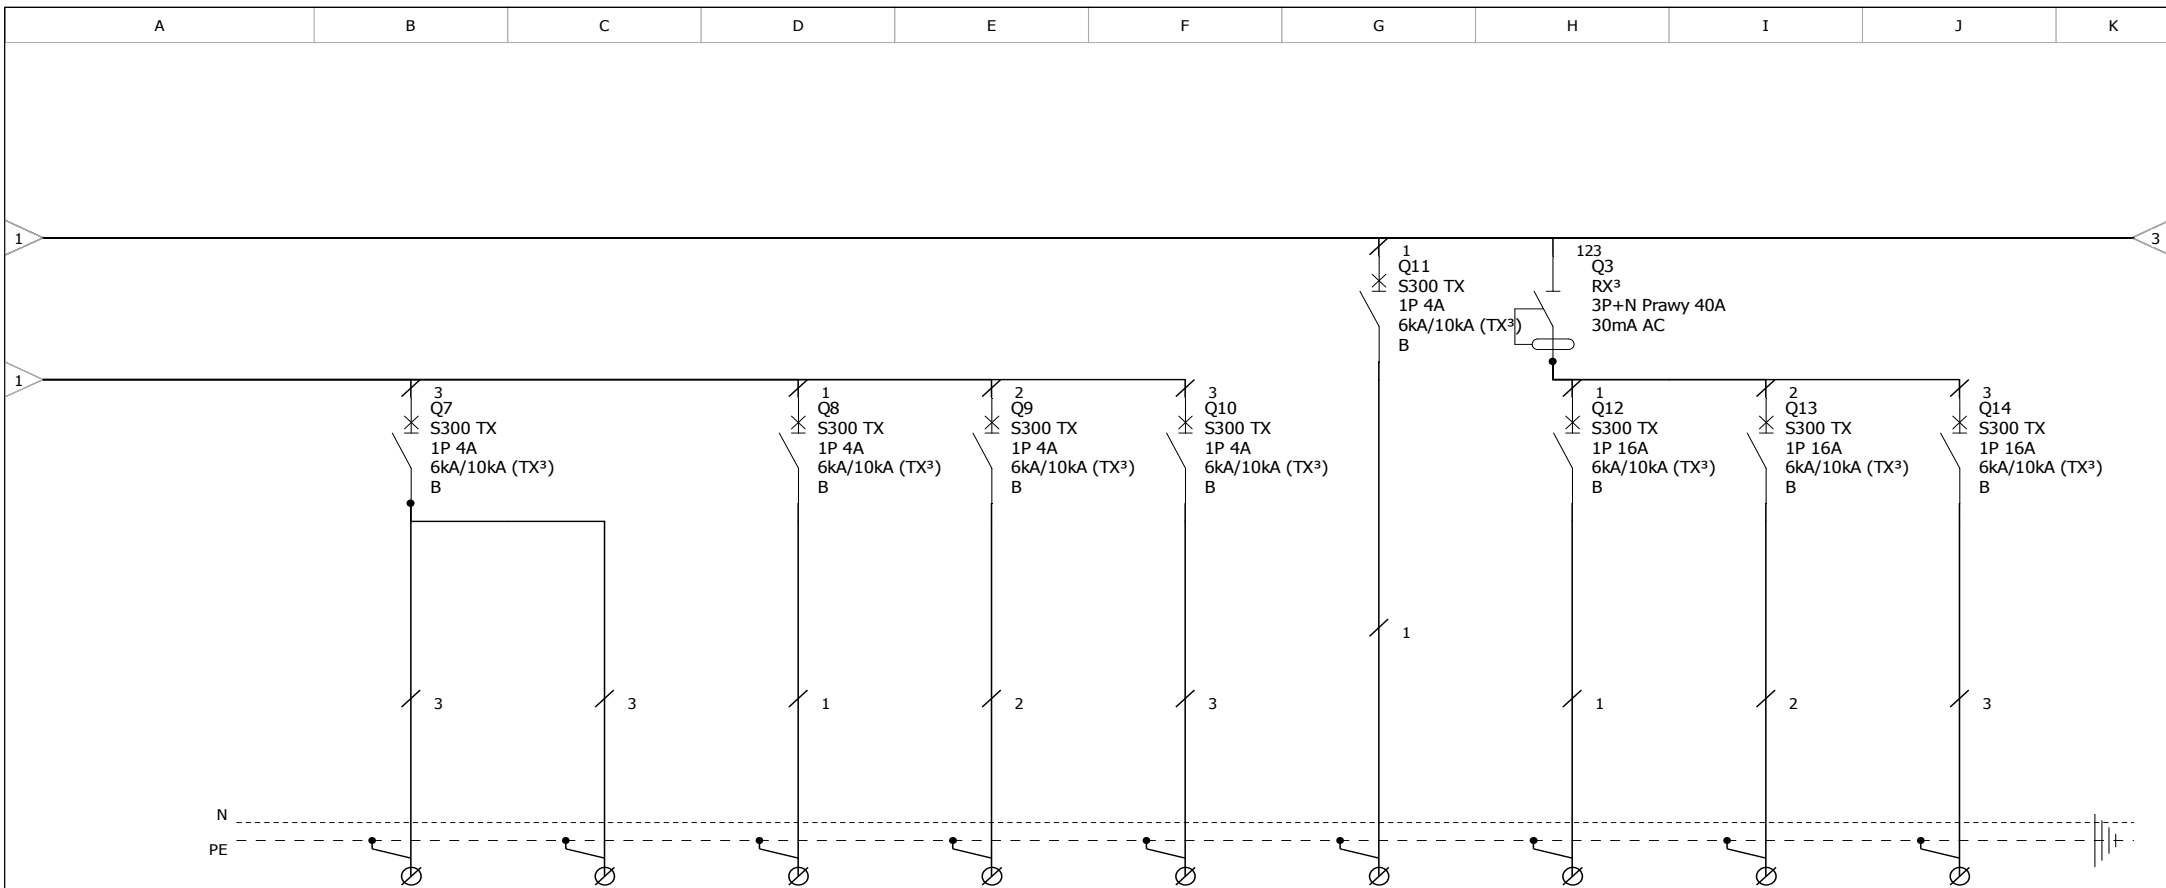 A B C D E F G H I J K
1
3
1
Q11
S300 TX
1P 4A
6kA/10kA (TX³)
B
123
Q3
RX³
3P+N Prawy 40A
30mA AC
1
3
Q7
S300 TX
1P 4A
6kA/10kA (TX³)
B
1
Q8
S300 TX
1P 4A
6kA/10kA (TX³)
B
2
Q9
S300 TX
1P 4A
6kA/10kA (TX³)
B
3
Q10
S300 TX
1P 4A
6kA/10kA (TX³)
B
1
Q12
S300 TX
1P 16A
6kA/10kA (TX³)
B
2
Q13
S300 TX
1P 16A
6kA/10kA (TX³)
B
3
Q14
S300 TX
1P 16A
6kA/10kA (TX³)
B
1
3 3 1 2 3 1 2 3
N
PE